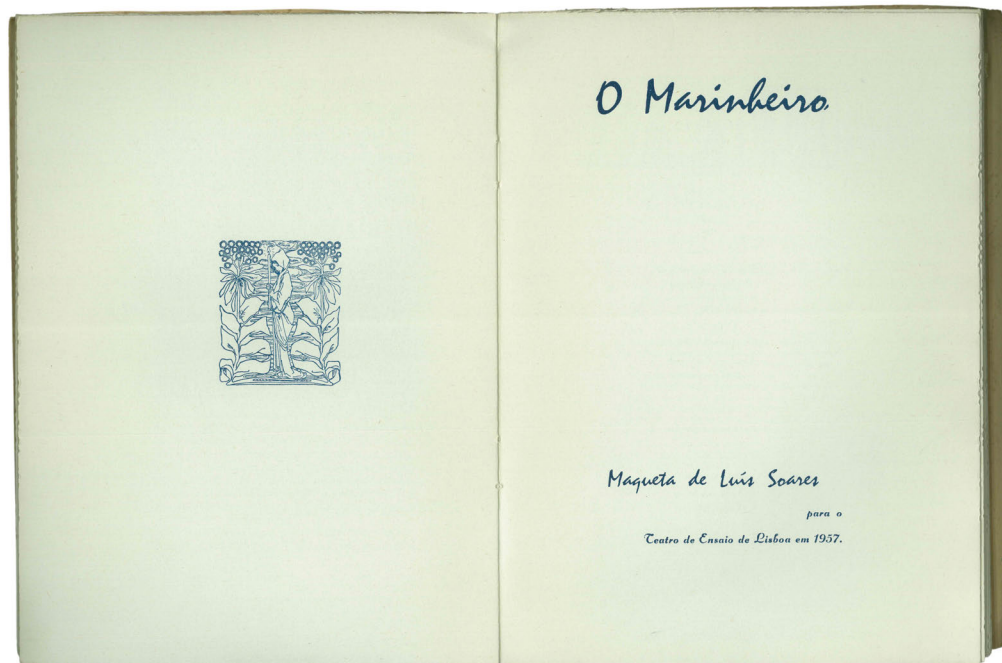 O Marinheiro
Maqueta de Luís Soares
para o
Teatro de Ensaio de Lisboa em 1957.